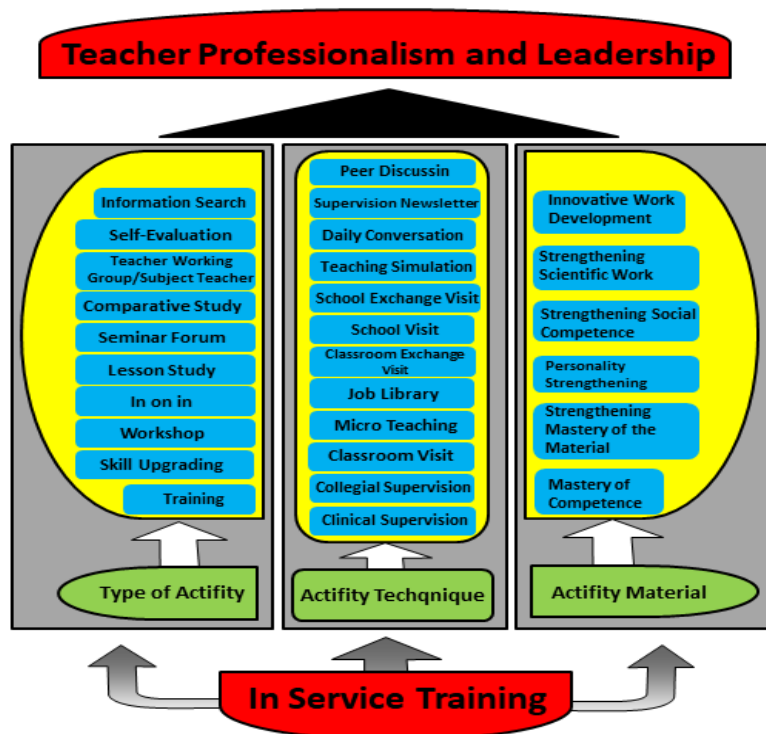 Teacher Professionalism and Leadership
Information Search
Self-Evaluation
Teacher Working
Group/Subject Teacher
Comparative Study
Seminar Forum
Lesson Study
In on in
Workshop
Skill Upgrading
Training
Type of Actifity
Peer Discussin
Supervision Newsletter
Daily Conversation
Teaching Simulation
School Exchange Visit
School Visit
Classroom Exchange
Visit
Job Library
Micro Teaching
Classroom Visit
Collegial Supervision
Clinical Supervision
Actifity Techqnique
Innovative Work
Development
Strengthening
Scientific Work
Strengthening Social
Competence
Personality
Strengthening
Strengthening
Mastery of the
Material
Mastery of
Competence
Actifity Material
In Service Training